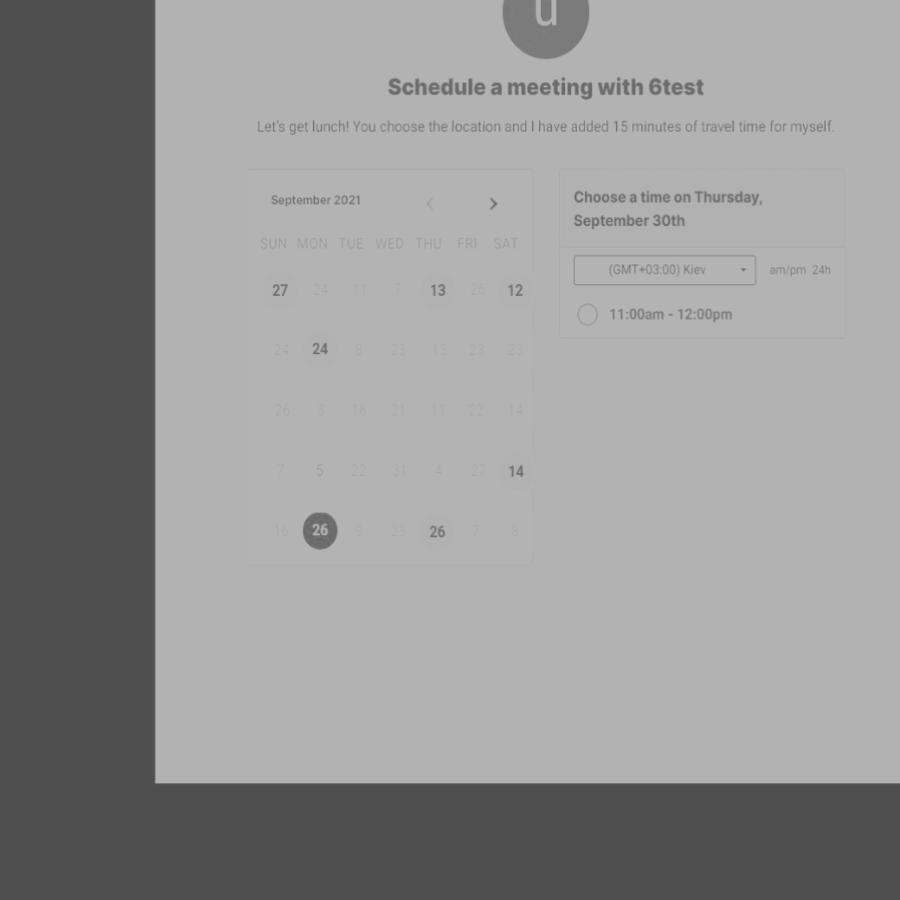 u
Schedule a meeting with 6test
Let's get lunch! You choose the location and I have added 15 minutes of travel time for myself.
September 2021
SUN MON TUE WED THU FRI SAT
27 24 11 7 13 26 12
24 24 8 23 13 23 23
26 3 16 21 11 22 14
7 5 22 31 4 27 14
16 26 9 23 26 7 8
Choose a time on Thursday,
September 30th
(GMT+03:00) Kiev am/pm 24h
11:00am - 12:00pm